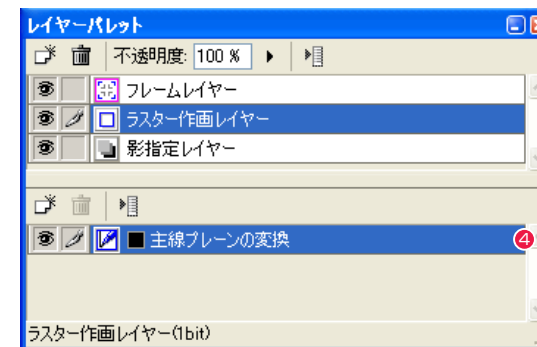 レイヤーパレット
不透明度: 100 %
フレームレイヤー
ラスター作画レイヤー
影指定レイヤー
主線プレーンの変換 4
ラスター作画レイヤー(1bit)